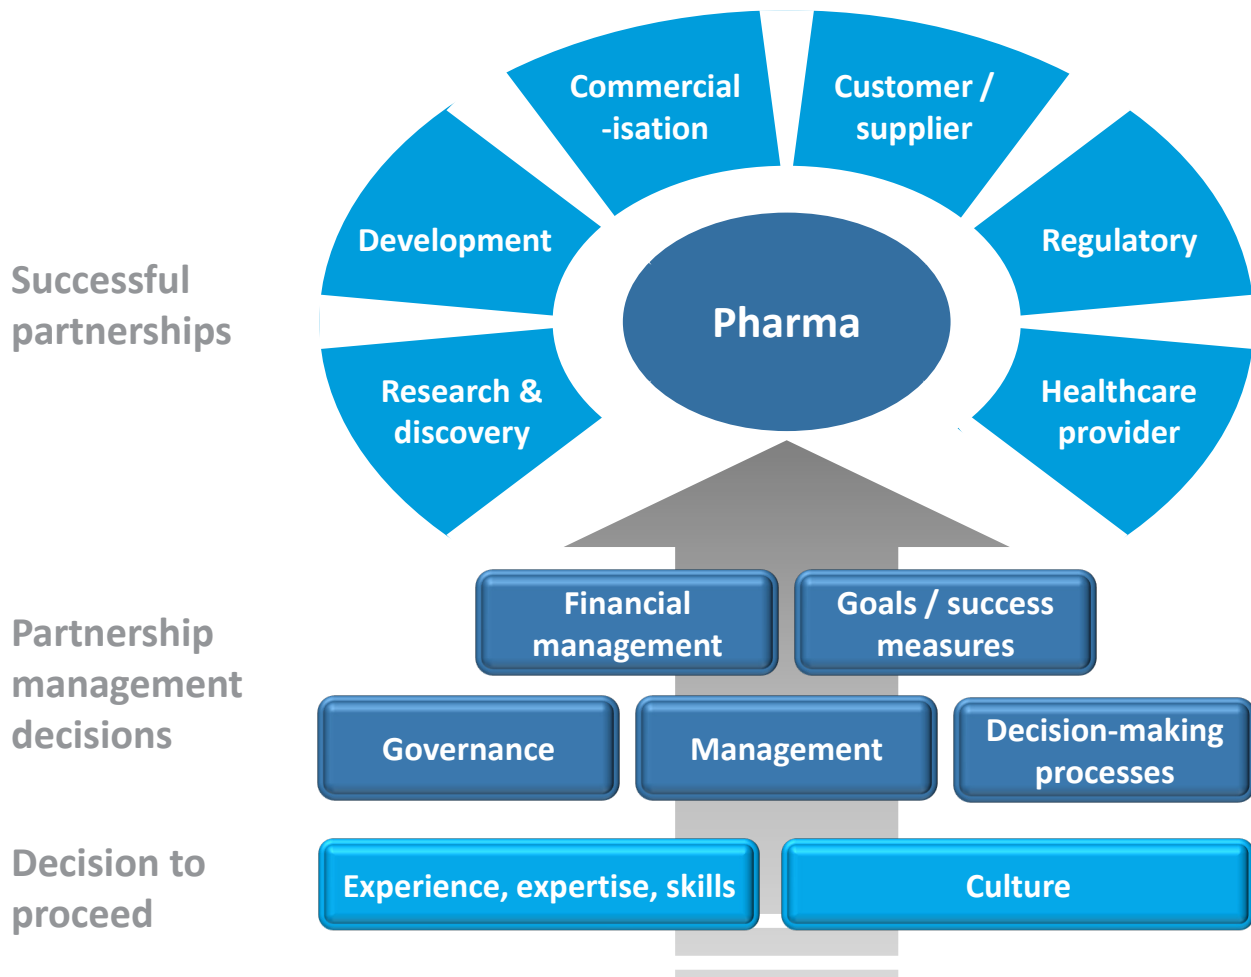 Commercial
-isation
Customer /
supplier
Development
Regulatory
Successful
partnerships
Pharma
Research &
discovery
Healthcare
provider
Partnership
management
decisions
Financial
management
Goals / success
measures
Governance
Management
Decision-making
processes
Decision to
proceed
Experience, expertise, skills
Culture